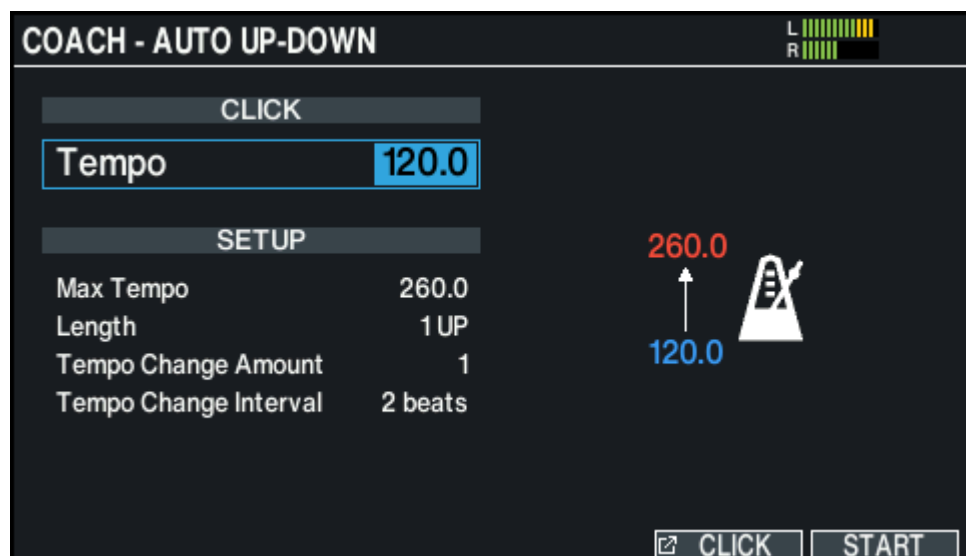 COACH - AUTO UP-DOWN
L
R
CLICK
Tempo 120.0
SETUP
Max Tempo 260.0
Length 1 UP
Tempo Change Amount 1
Tempo Change Interval 2 beats
260.0
120.0
CLICK START